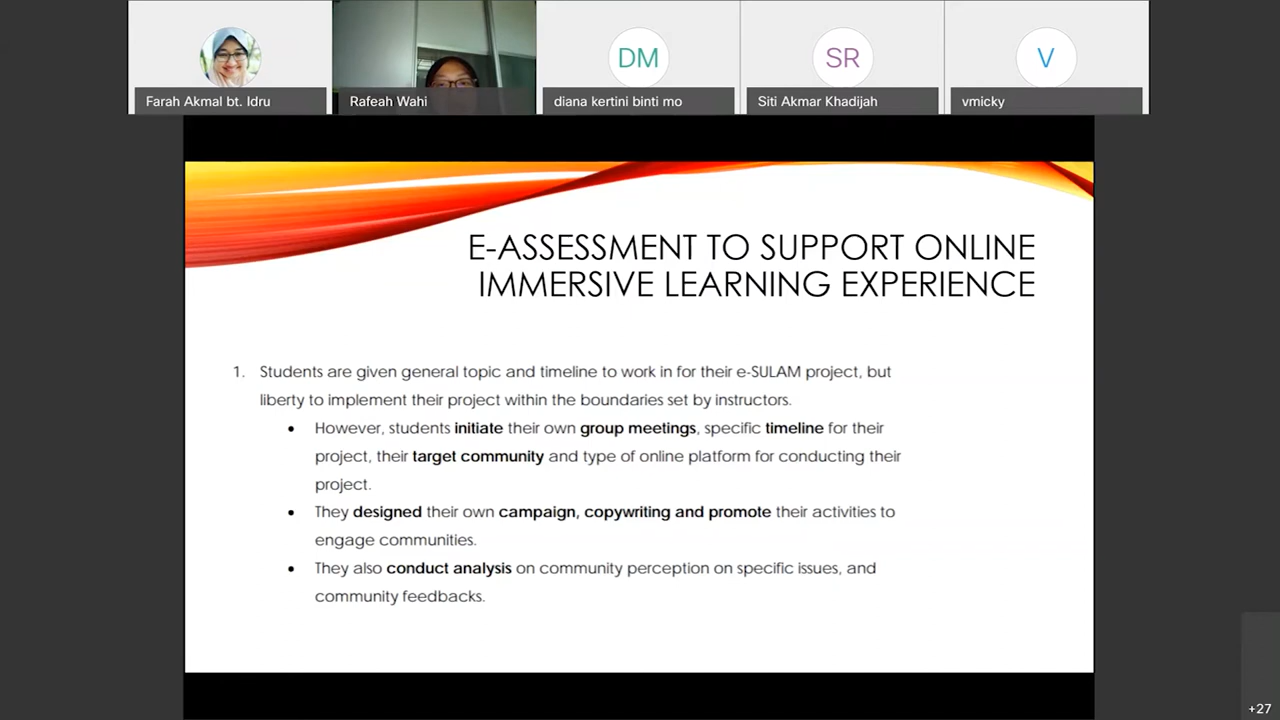 DM
SR
V
Farah Akmal bt. Idru
Rafeah Wahi
diana kertini binti mo
Siti Akmar Khadijah
vmicky
E-ASSESSMENT TO SUPPORT ONLINE
IMMERSIVE LEARNING EXPERIENCE
1. Students are given general topic and timeline to work in for their e-SULAM project, but
liberty to implement their project within the boundaries set by instructors.
• However, students initiate their own group meetings, specific timeline for their
project, their target community and type of online platform for conducting their
project.
• They designed their own campaign, copywriting and promote their activities to
engage communities.
• They also conduct analysis on community perception on specific issues, and
community feedbacks.
+27